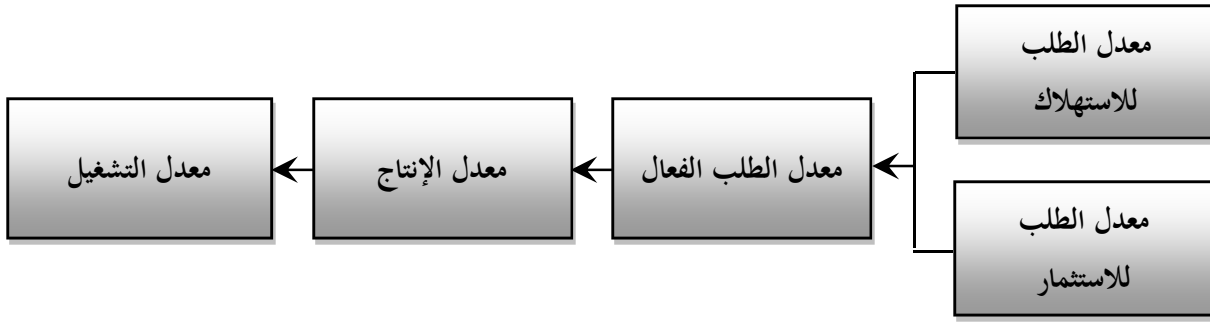 معدل الطلب
للاستهلاك
معدل الطلب
للاستثمار
معدل الطلب الفعال
معدل الإنتاج
معدل التشغيل